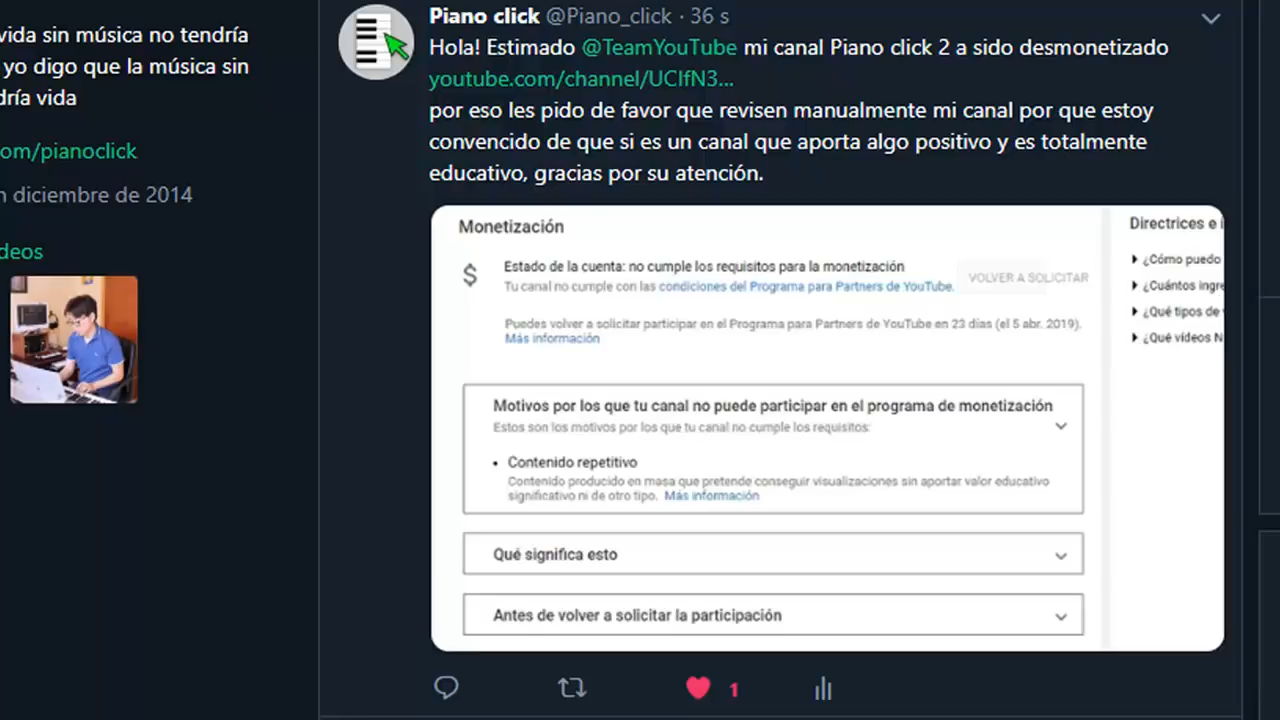 vida sin música no tendría
yo digo que la música sin
dría vida
om/pianoclick
n diciembre de 2014
deos
Piano click @Piano_click · 36 s
Hola! Estimado @TeamYouTube mi canal Piano click 2 a sido desmonetizado
youtube.com/channel/UCIfN3...
por eso les pido de favor que revisen manualmente mi canal por que estoy
convencido de que si es un canal que aporta algo positivo y es totalmente
educativo, gracias por su atención.
Monetización
$
Estado de la cuenta: no cumple los requisitos para la monetización
Tu canal no cumple con las condiciones del Programa para Partners de YouTube.
VOLVER A SOLICITAR
Puedes volver a solicitar participar en el Programa para Partners de YouTube en 23 días (el 5 abr. 2019).
Más información
Motivos por los que tu canal no puede participar en el programa de monetización
Estos son los motivos por los que tu canal no cumple los requisitos:
• Contenido repetitivo
Contenido producido en masa que pretende conseguir visualizaciones sin aportar valor educativo
significativo ni de otro tipo. Más información
Qué significa esto
Antes de volver a solicitar la participación
Directrices e i
¿Cómo puedo
¿Cuántos ingre
¿Qué tipos de
¿Qué vídeos N
1